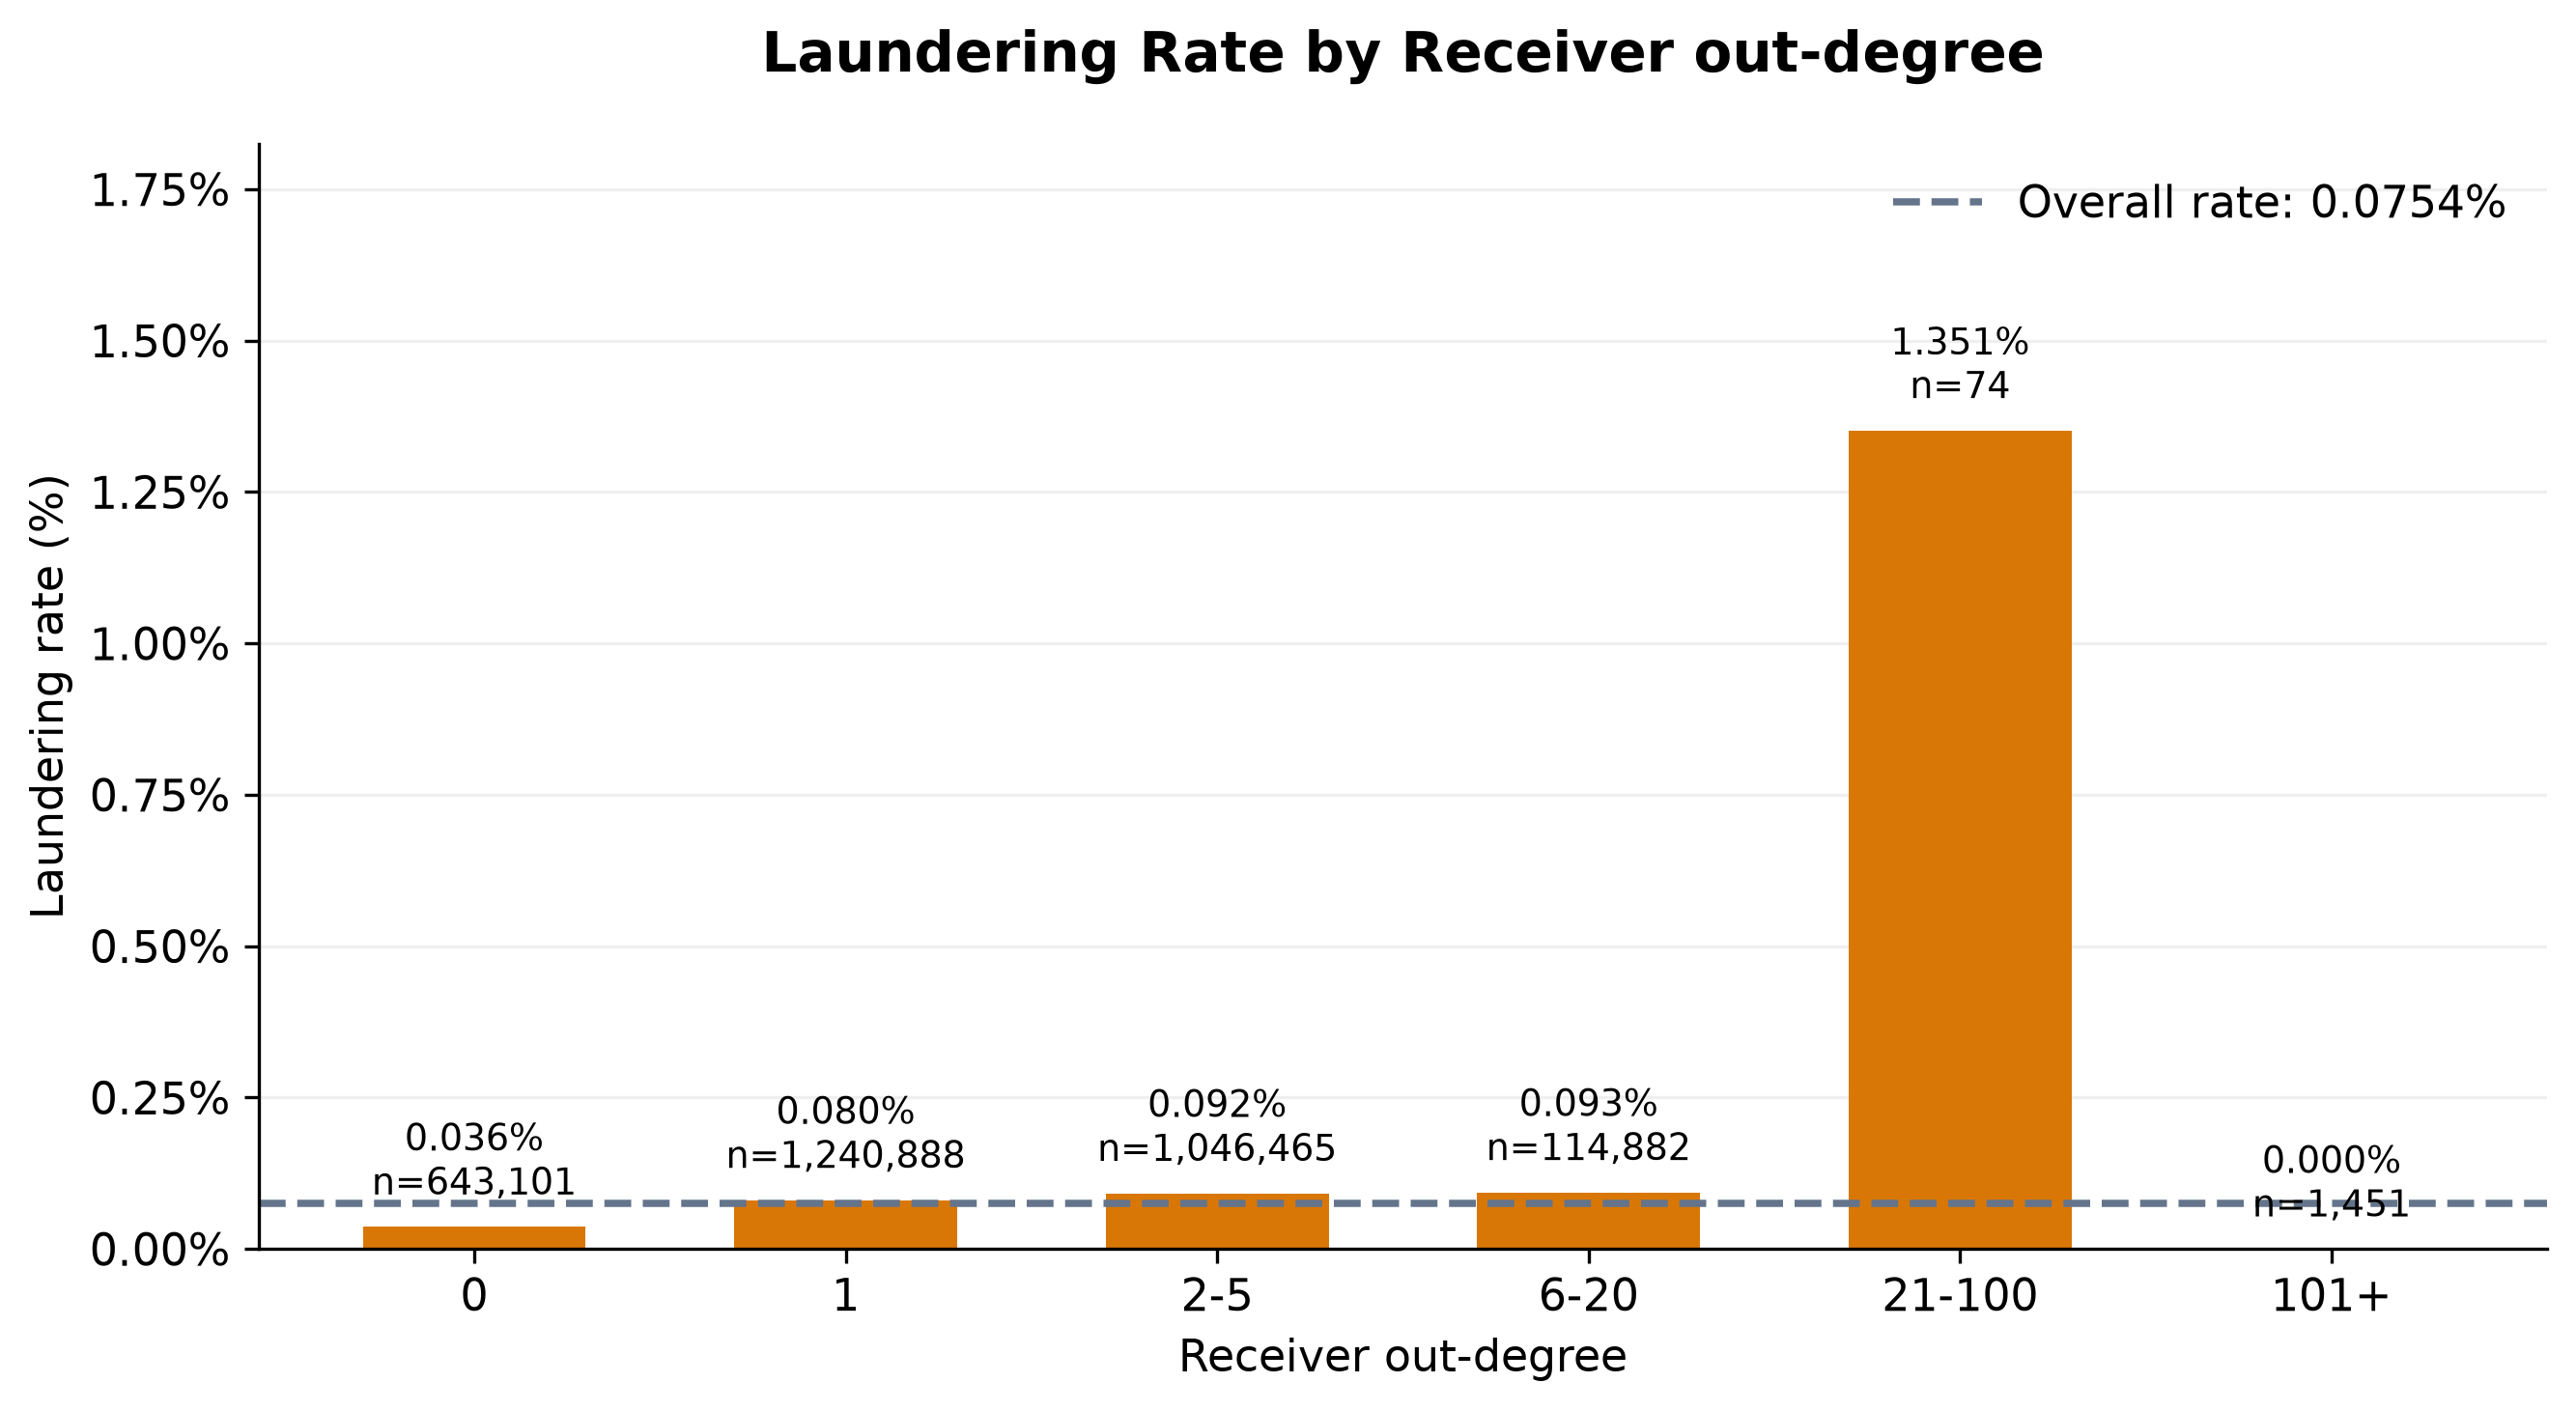 Laundering Rate by Receiver out-degree
Overall rate: 0.0754%
Laundering rate (%)
1.75%
1.50%
1.25%
1.00%
0.75%
0.50%
0.25%
0.00%
0.036%
n=643,101
0.080%
n=1,240,888
0.092%
n=1,046,465
0.093%
n=114,882
1.351%
n=74
0.000%
n=1,451
0
1
2-5
6-20
21-100
101+
Receiver out-degree